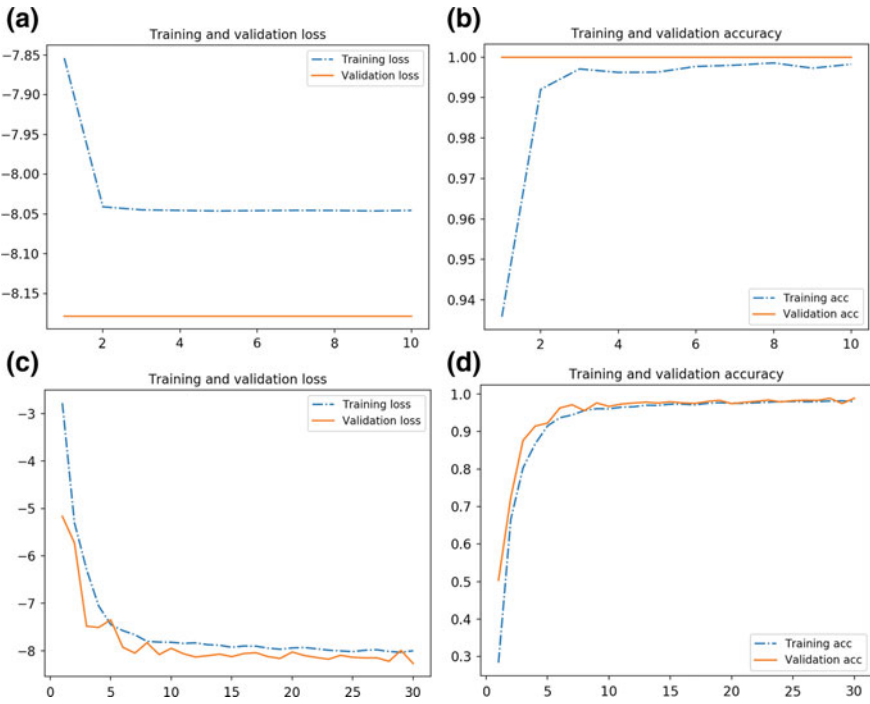 (a)
Training and validation loss
Training loss
Validation loss
−7.85
−7.90
−7.95
−8.00
−8.05
−8.10
−8.15
2 4 6 8 10
(b)
Training and validation accuracy
1.00
0.99
0.98
0.97
0.96
0.95
0.94
Training acc
Validation acc
2 4 6 8 10
(c)
Training and validation loss
Training loss
Validation loss
−3
−4
−5
−6
−7
−8
0 5 10 15 20 25 30
(d)
Training and validation accuracy
1.0
0.9
0.8
0.7
0.6
0.5
0.4
0.3
Training acc
Validation acc
0 5 10 15 20 25 30